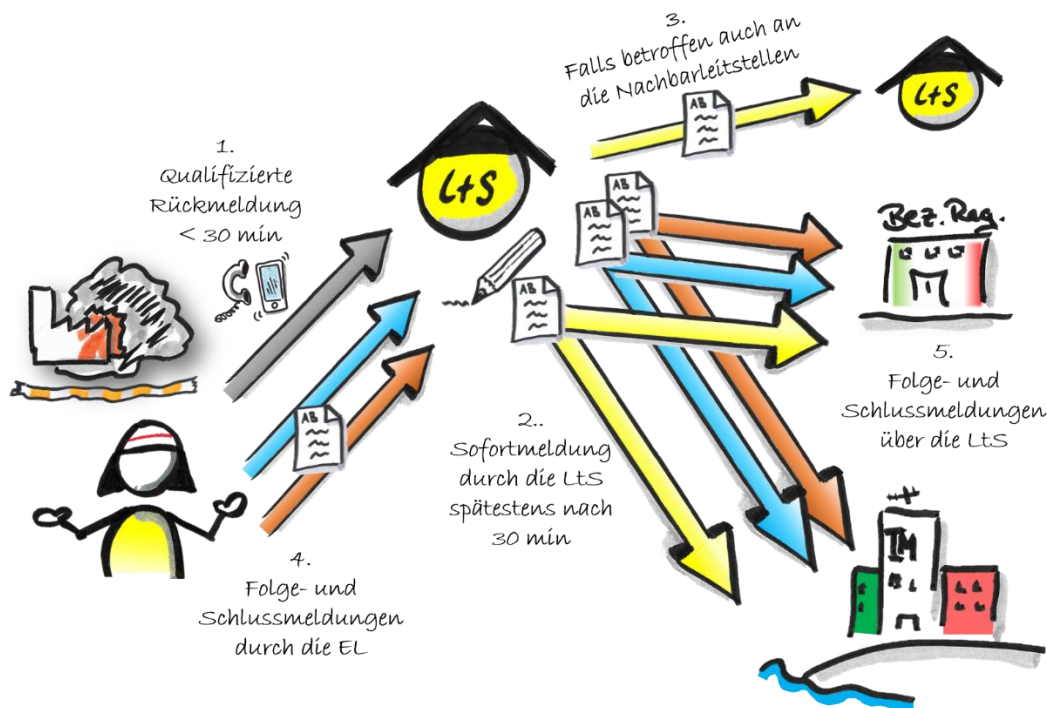 1.
Qualifizierte
Rückmeldung
< 30 min
LtS
3.
Falls betroffen auch an
die Nachbarleitstellen
AB
LtS
AB
AB
Bez. Reg.
AB
2..
Sofortmeldung
durch die LtS
spätestens nach
30 min
5.
Folge- und
Schlussmeldungen
über die LtS
AB
4.
Folge- und
Schlussmeldungen
durch die EL
IM